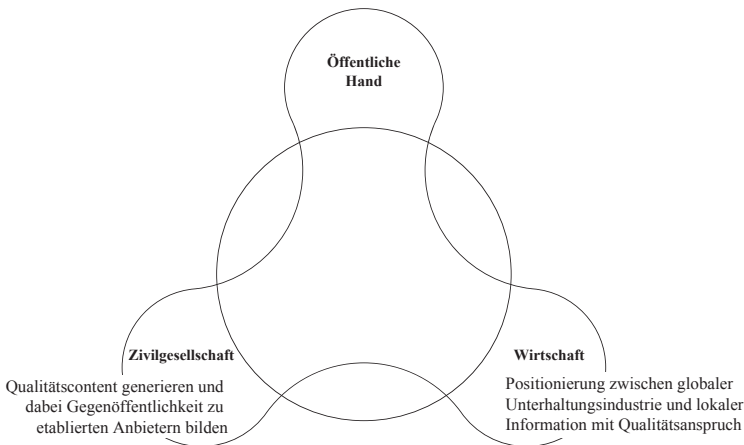 Öffentliche
Hand
Zivilgesellschaft
Qualitätscontent generieren und
dabei Gegenöffentlichkeit zu
etablierten Anbietern bilden
Wirtschaft
Positionierung zwischen globaler
Unterhaltungsindustrie und lokaler
Information mit Qualitätsanspruch